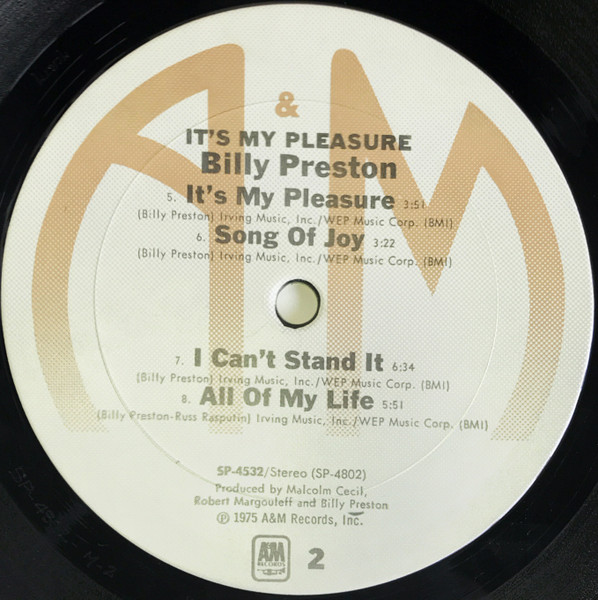 A&M
IT'S MY PLEASURE
Billy Preston
5. It's My Pleasure 3:51
(Billy Preston) Irving Music, Inc./WEP Music Corp. (BMI)
6. Song Of Joy 3:22
(Billy Preston) Irving Music, Inc./WEP Music Corp. (BMI)
7. I Can't Stand It 6:34
(Billy Preston) Irving Music, Inc./WEP Music Corp. (BMI)
8. All Of My Life 5:51
(Billy Preston-Russ Rasputin) Irving Music, Inc./WEP Music Corp. (BMI)
SP-4532/Stereo (SP-4802)
Produced by Malcolm Cecil,
Robert Margouleff and Billy Preston
℗ 1975 A&M Records, Inc.
A&M RECORDS 2